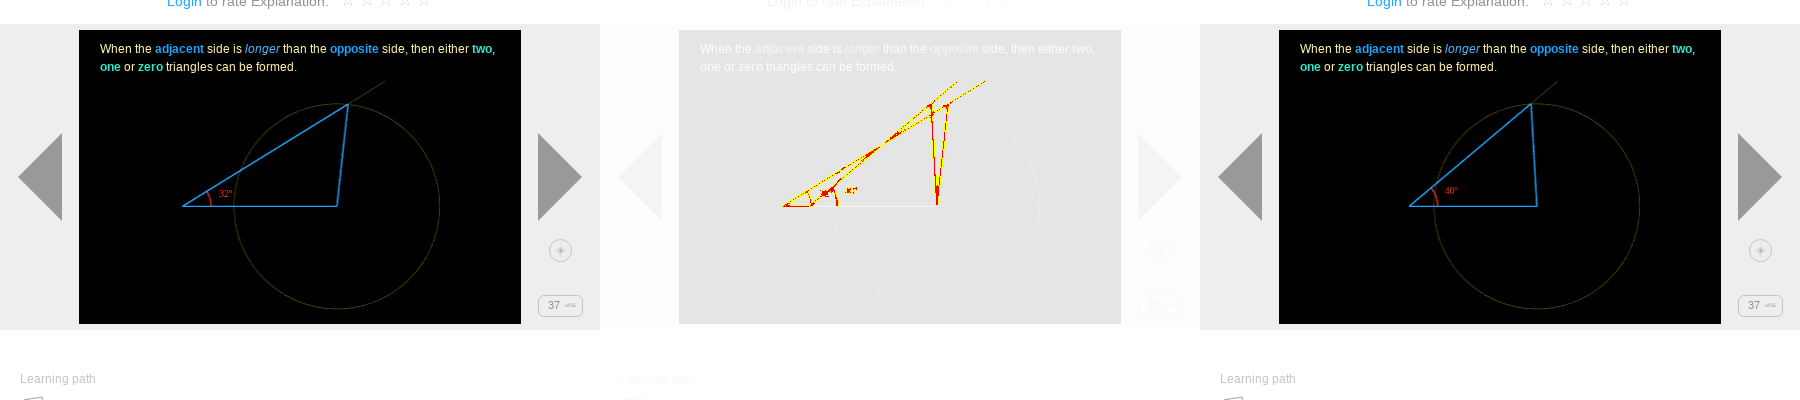 Login to rate Explanation:
Login to rate Explanation:
Login to rate Explanation:
When the adjacent side is longer than the opposite side, then either two,
one or zero triangles can be formed.
32°
37 of 55
Learning path
When the adjacent side is longer than the opposite side, then either two,
one or zero triangles can be formed.
37
Learning path
When the adjacent side is longer than the opposite side, then either two,
one or zero triangles can be formed.
40°
37 of 55
Learning path